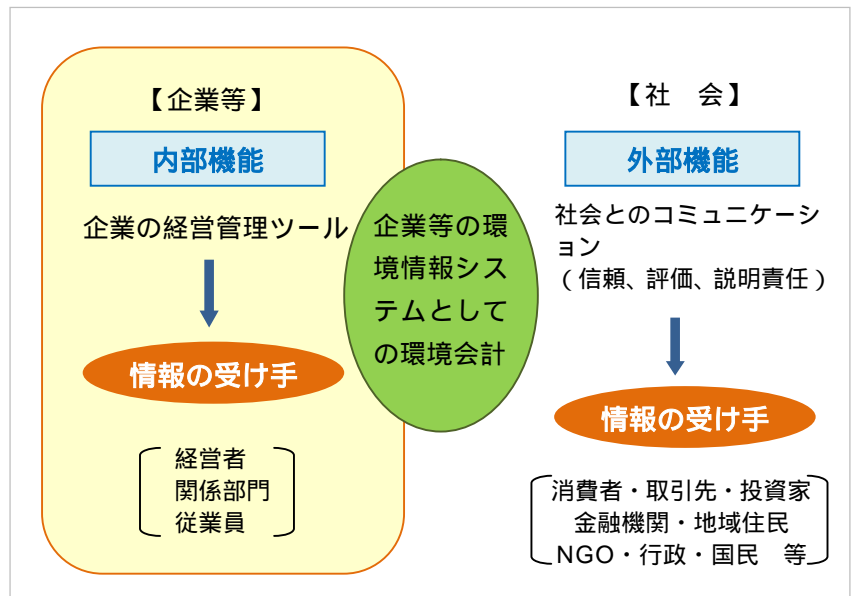 【企業等】
内部機能
企業の経営管理ツール
情報の受け手
経営者
関係部門
従業員
企業等の環
境情報シス
テムとして
の環境会計
【社　会】
外部機能
社会とのコミュニケーシ
ョン
（信頼、評価、説明責任）
情報の受け手
消費者・取引先・投資家
金融機関・地域住民
NGO・行政・国民　等